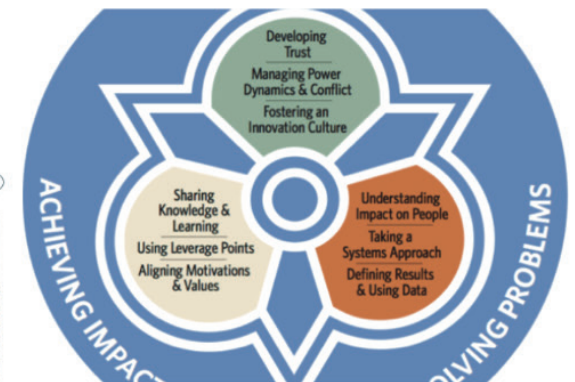 Developing
Trust
Managing Power
Dynamics & Conflict
Fostering an
Innovation Culture
Sharing
Knowledge &
Learning
Using Leverage Points
Aligning Motivations
& Values
Understanding
Impact on People
Taking a
Systems Approach
Defining Results
& Using Data
ACHIEVING IMPACT
OLVING PROBLEMS